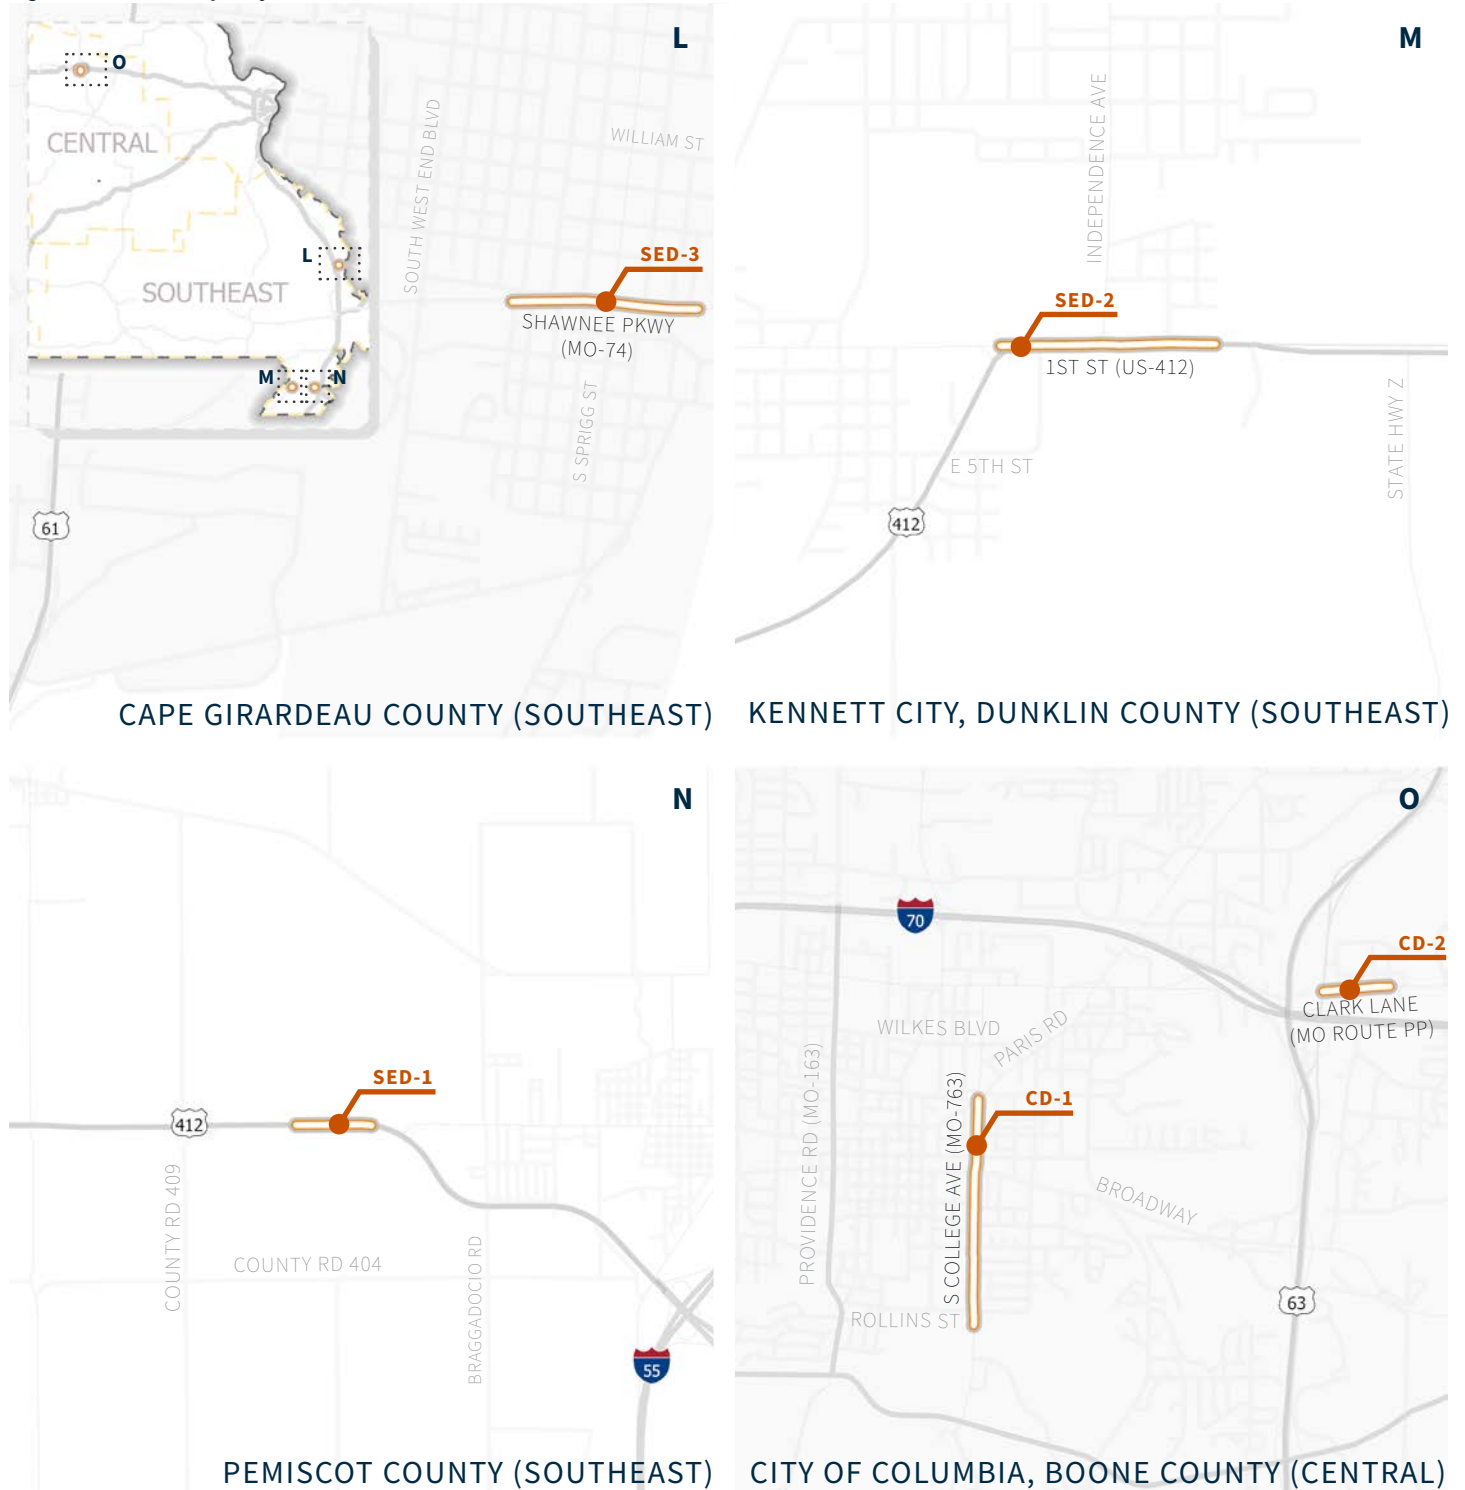 L
O
CENTRAL
L
SOUTHEAST
M
N
SOUTH WEST END BLVD
WILLIAM ST
SED-3
SHAWNEE PKWY
(MO-74)
S SPRIGG ST
61
CAPE GIRARDEAU COUNTY (SOUTHEAST)
M
INDEPENDENCE AVE
SED-2
1ST ST (US-412)
E 5TH ST
STATE HWY Z
412
KENNETT CITY, DUNKLIN COUNTY (SOUTHEAST)
N
SED-1
412
COUNTY RD 409
COUNTY RD 404
BRAGGADOCIO RD
55
PEMISCOT COUNTY (SOUTHEAST)
O
70
CD-2
CLARK LANE
(MO ROUTE PP)
WILKES BLVD
PARIS RD
PROVIDENCE RD (MO-163)
S COLLEGE AVE (MO-763)
CD-1
BROADWAY
ROLLINS ST
63
CITY OF COLUMBIA, BOONE COUNTY (CENTRAL)